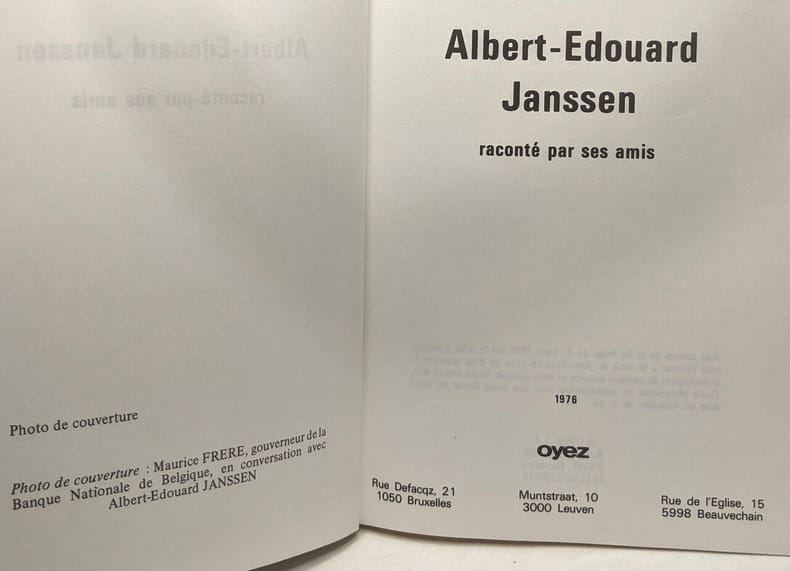 Photo de couverture
Photo de couverture : Maurice FRERE, gouverneur de la
Banque Nationale de Belgique, en conversation avec
Albert-Edouard JANSSEN
Albert-Edouard
Janssen
raconté par ses amis
1976
oyez
Rue Defacqz, 21
1050 Bruxelles
Muntstraat, 10
3000 Leuven
Rue de l'Eglise, 15
5998 Beauvechain